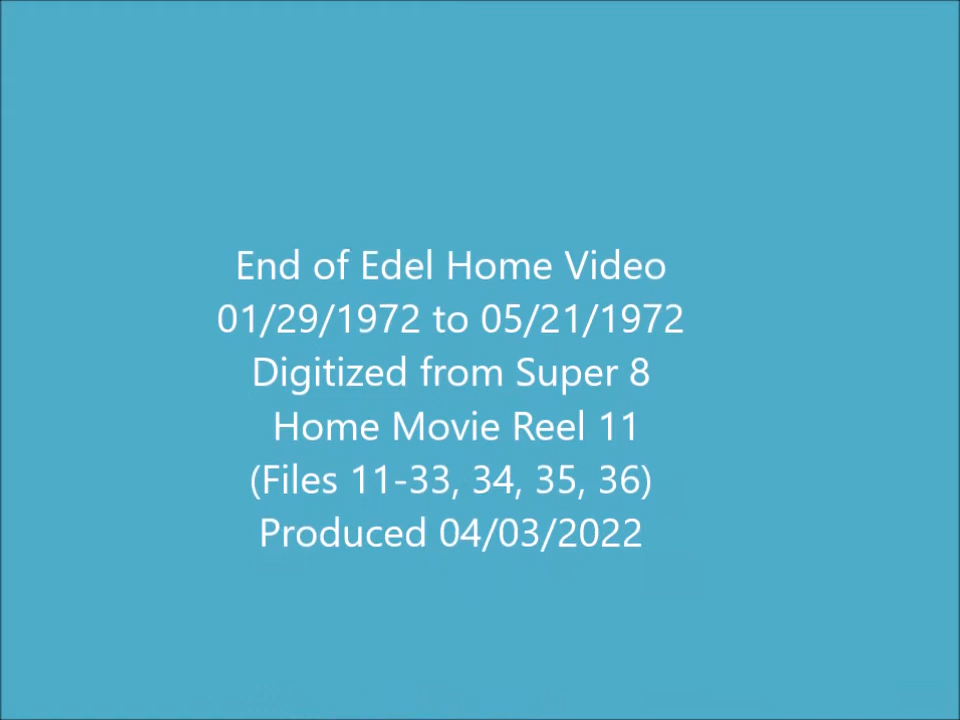 End of Edel Home Video
01/29/1972 to 05/21/1972
Digitized from Super 8
Home Movie Reel 11
(Files 11-33, 34, 35, 36)
Produced 04/03/2022